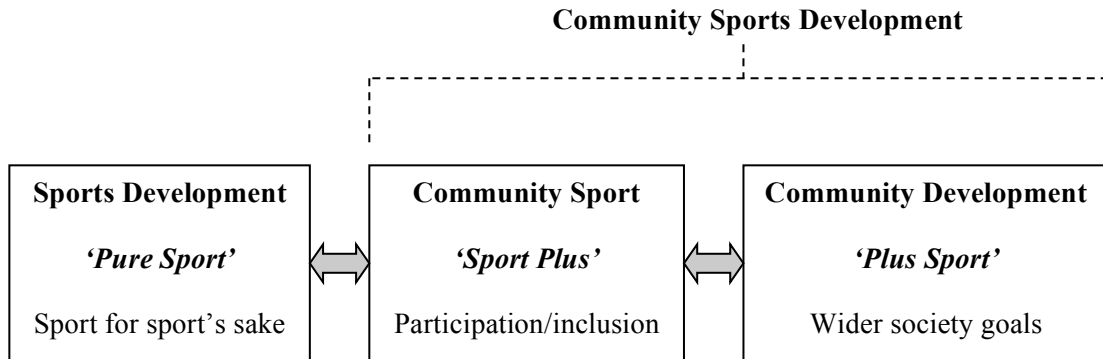 Community Sports Development
Sports Development
‘Pure Sport’
Sport for sport’s sake
Community Sport
‘Sport Plus’
Participation/inclusion
Community Development
‘Plus Sport’
Wider society goals